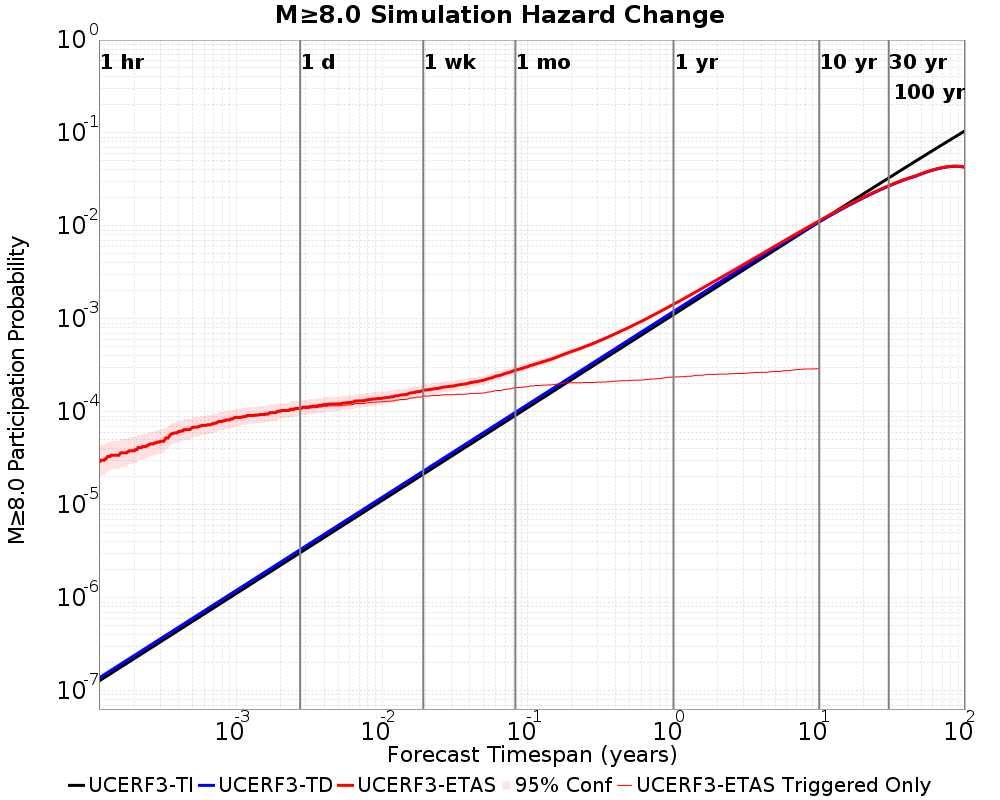 M≥8.0 Simulation Hazard Change
1 hr 1 d 1 wk 1 mo 1 yr 10 yr 30 yr
100 yr
10^0
10^-1
10^-2
10^-3
10^-4
10^-5
10^-6
10^-7
M≥8.0 Participation Probability
10^-3 10^-2 10^-1 10^0 10^1 10^2
Forecast Timespan (years)
UCERF3-TI UCERF3-TD UCERF3-ETAS 95% Conf UCERF3-ETAS Triggered Only